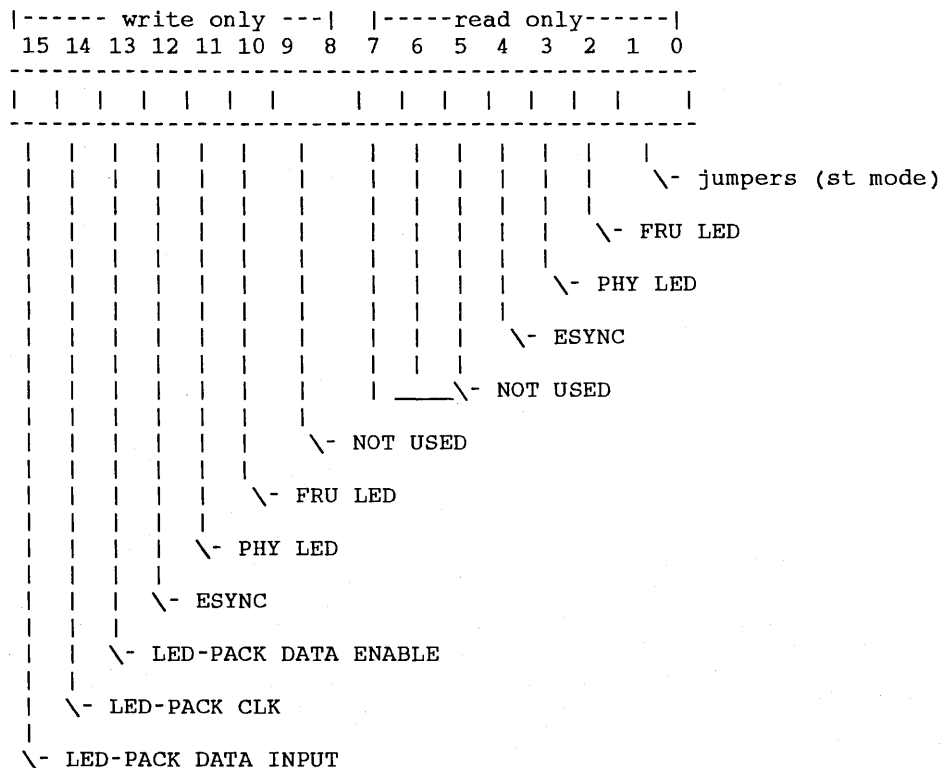 |------ write only ---| |-----read only------|
15 14 13 12 11 10 9 8 7 6 5 4 3 2 1 0
\- jumpers (st mode)
\- FRU LED
\- PHY LED
\- ESYNC
\- NOT USED
\- NOT USED
\- FRU LED
\- PHY LED
\- ESYNC
\- LED-PACK DATA ENABLE
\- LED-PACK CLK
\- LED-PACK DATA INPUT